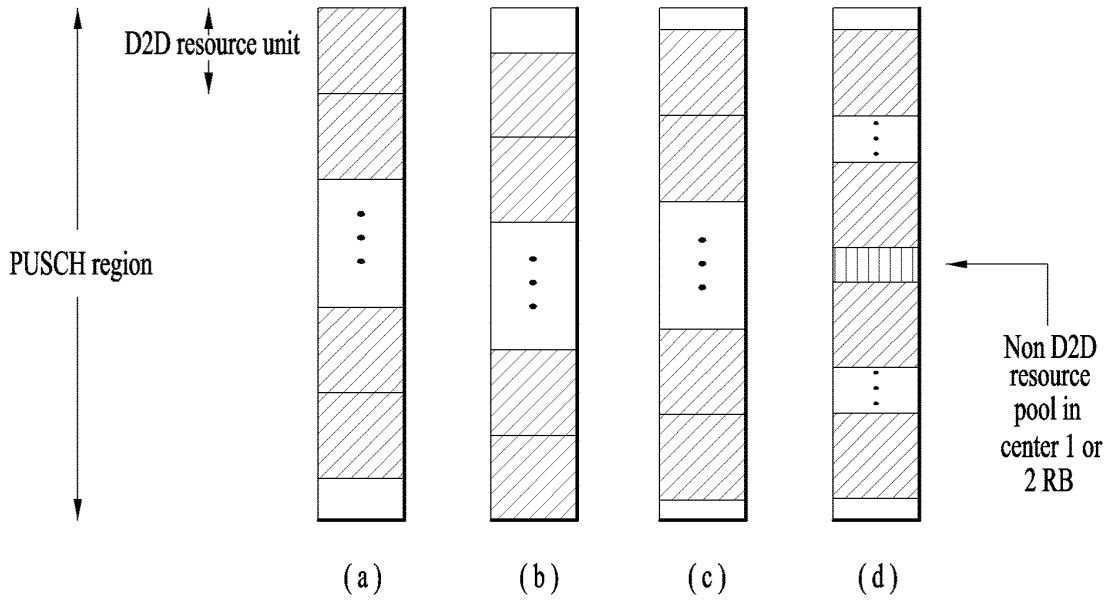 D2D resource unit
PUSCH region
Non D2D
resource
pool in
center 1 or
2 RB
(a)
(b)
(c)
(d)